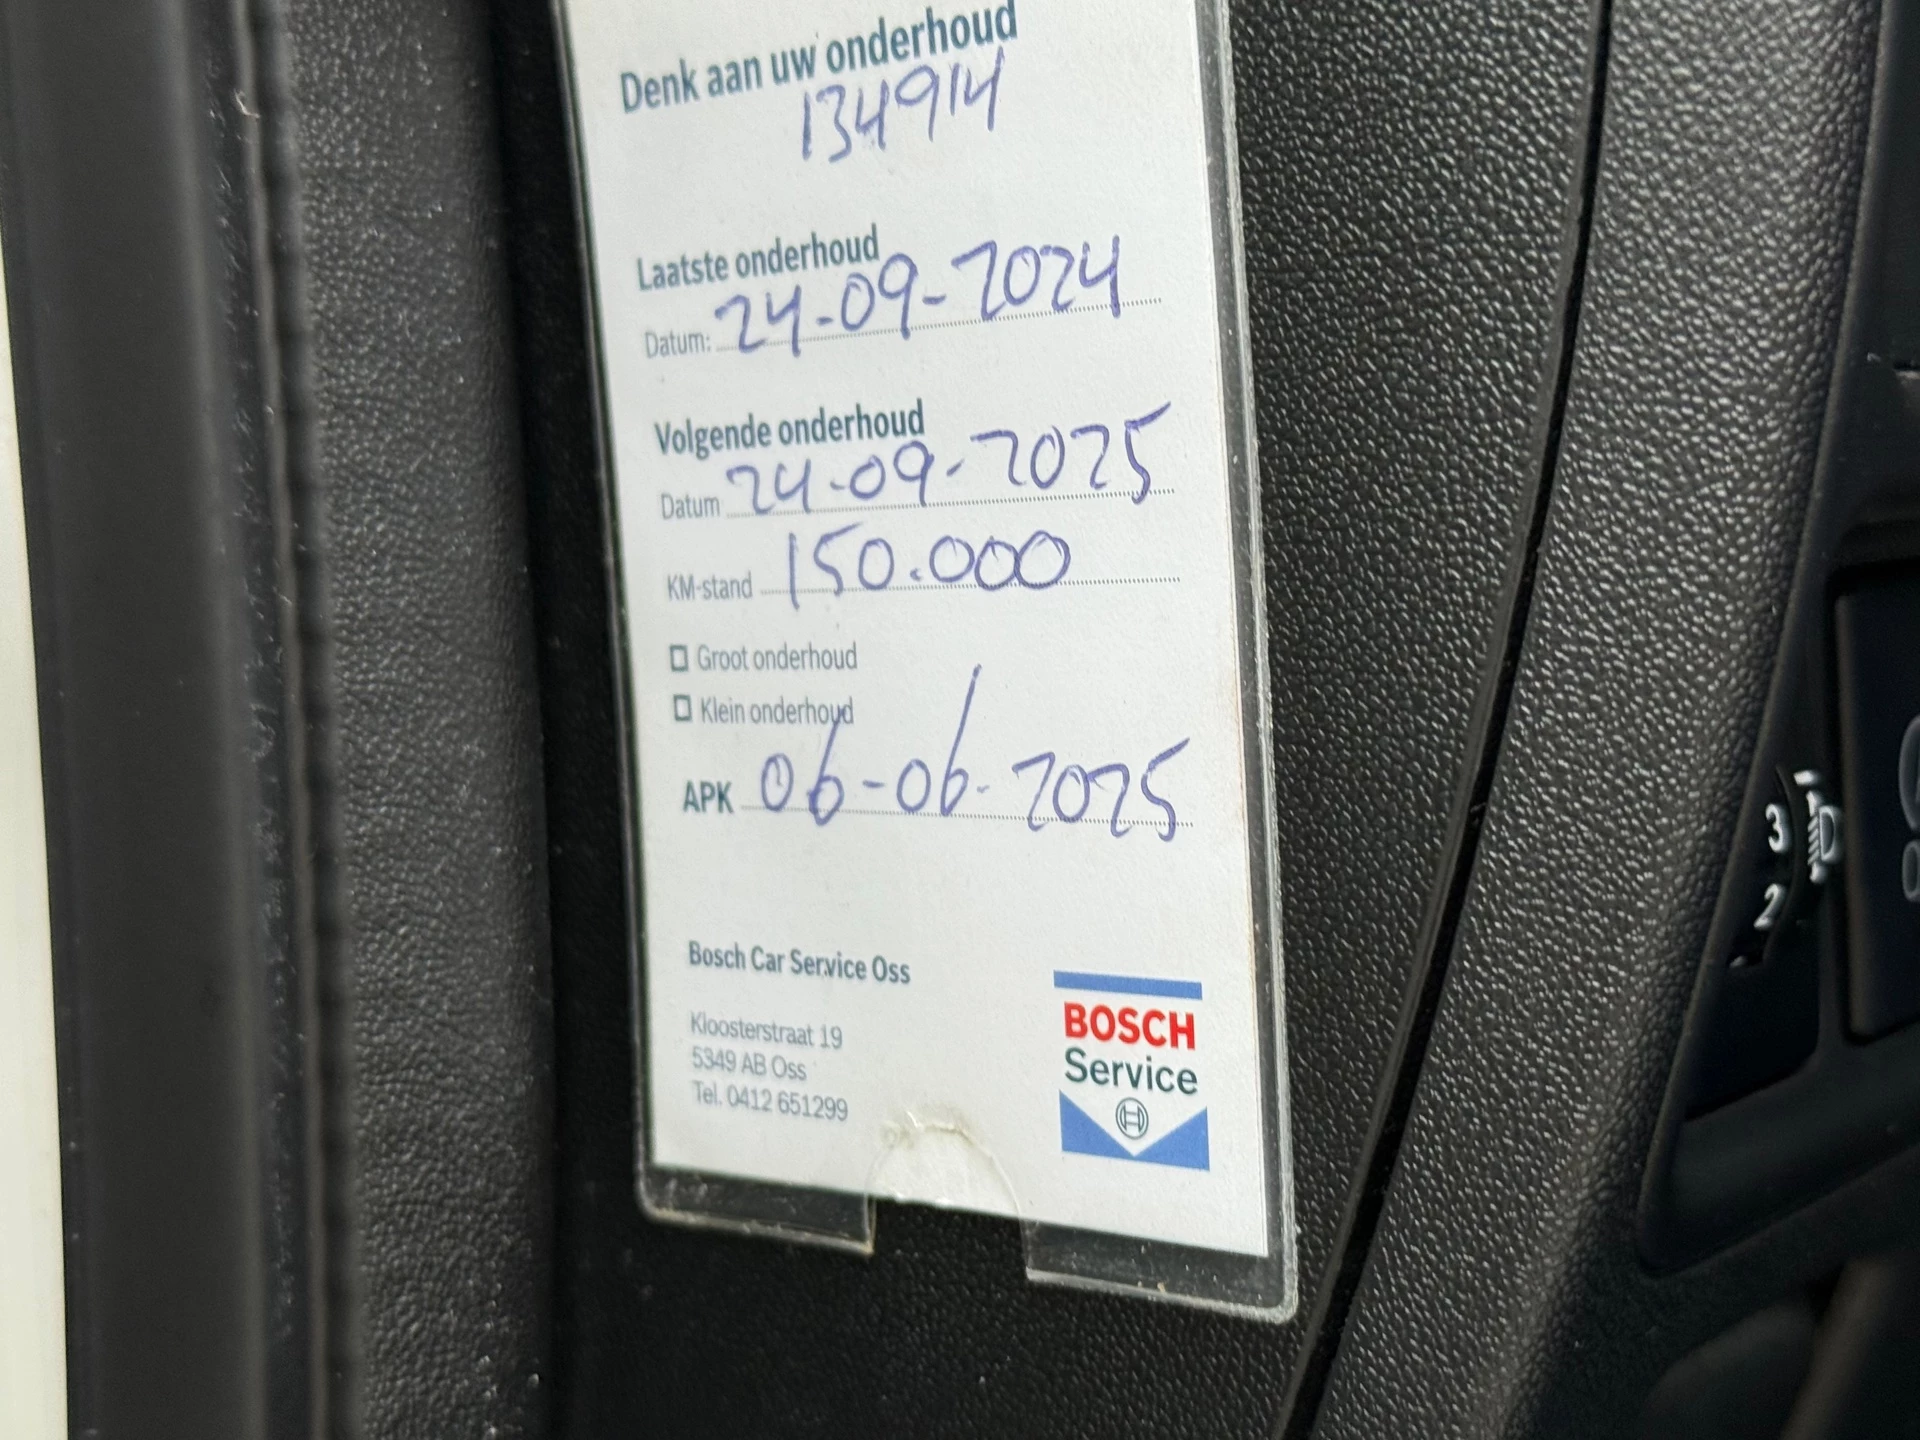 Denk aan uw onderhoud
134914
Laatste onderhoud
Datum: 24-09-2024
Volgende onderhoud
Datum 24-09-2025
KM-stand 150.000
Groot onderhoud
Klein onderhoud
APK 06-06-2025
Bosch Car Service Oss
Kloosterstraat 19
5349 AB Oss
Tel. 0412 651299
BOSCH
Service
3
2